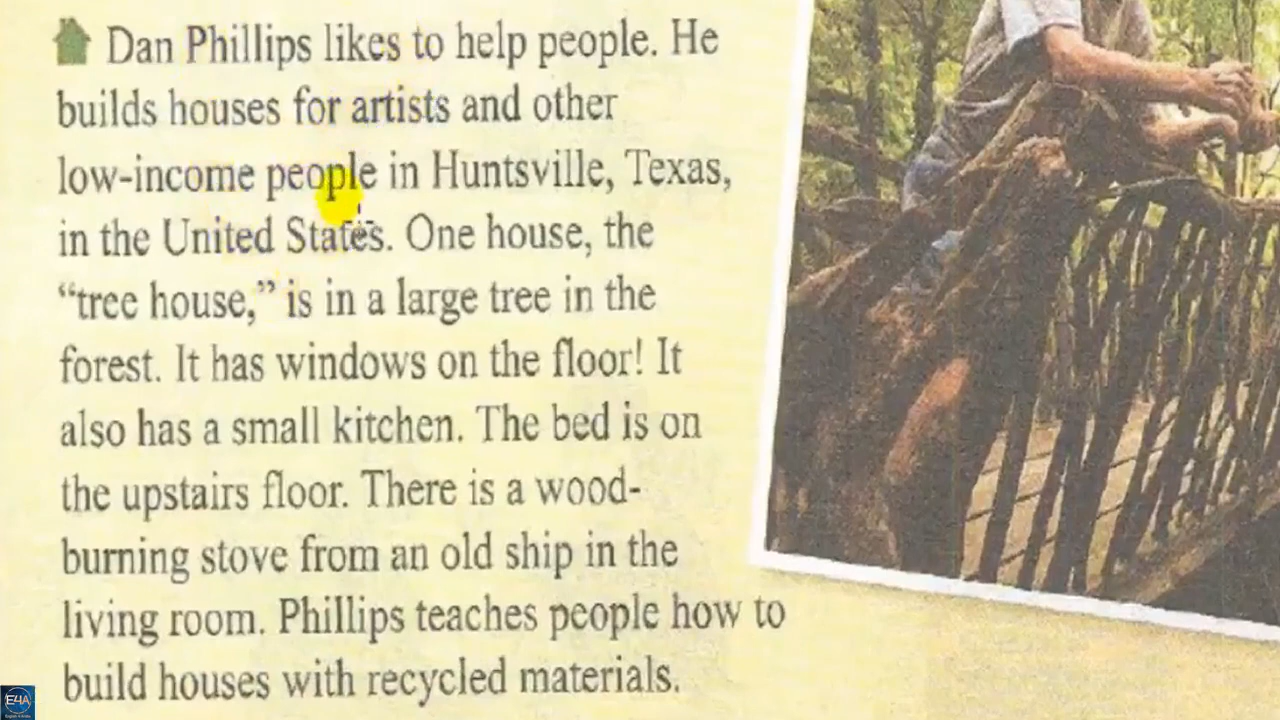 Dan Phillips likes to help people. He
builds houses for artists and other
low-income people in Huntsville, Texas,
in the United States. One house, the
“tree house,” is in a large tree in the
forest. It has windows on the floor! It
also has a small kitchen. The bed is on
the upstairs floor. There is a wood-
burning stove from an old ship in the
living room. Phillips teaches people how to
build houses with recycled materials.
E4A